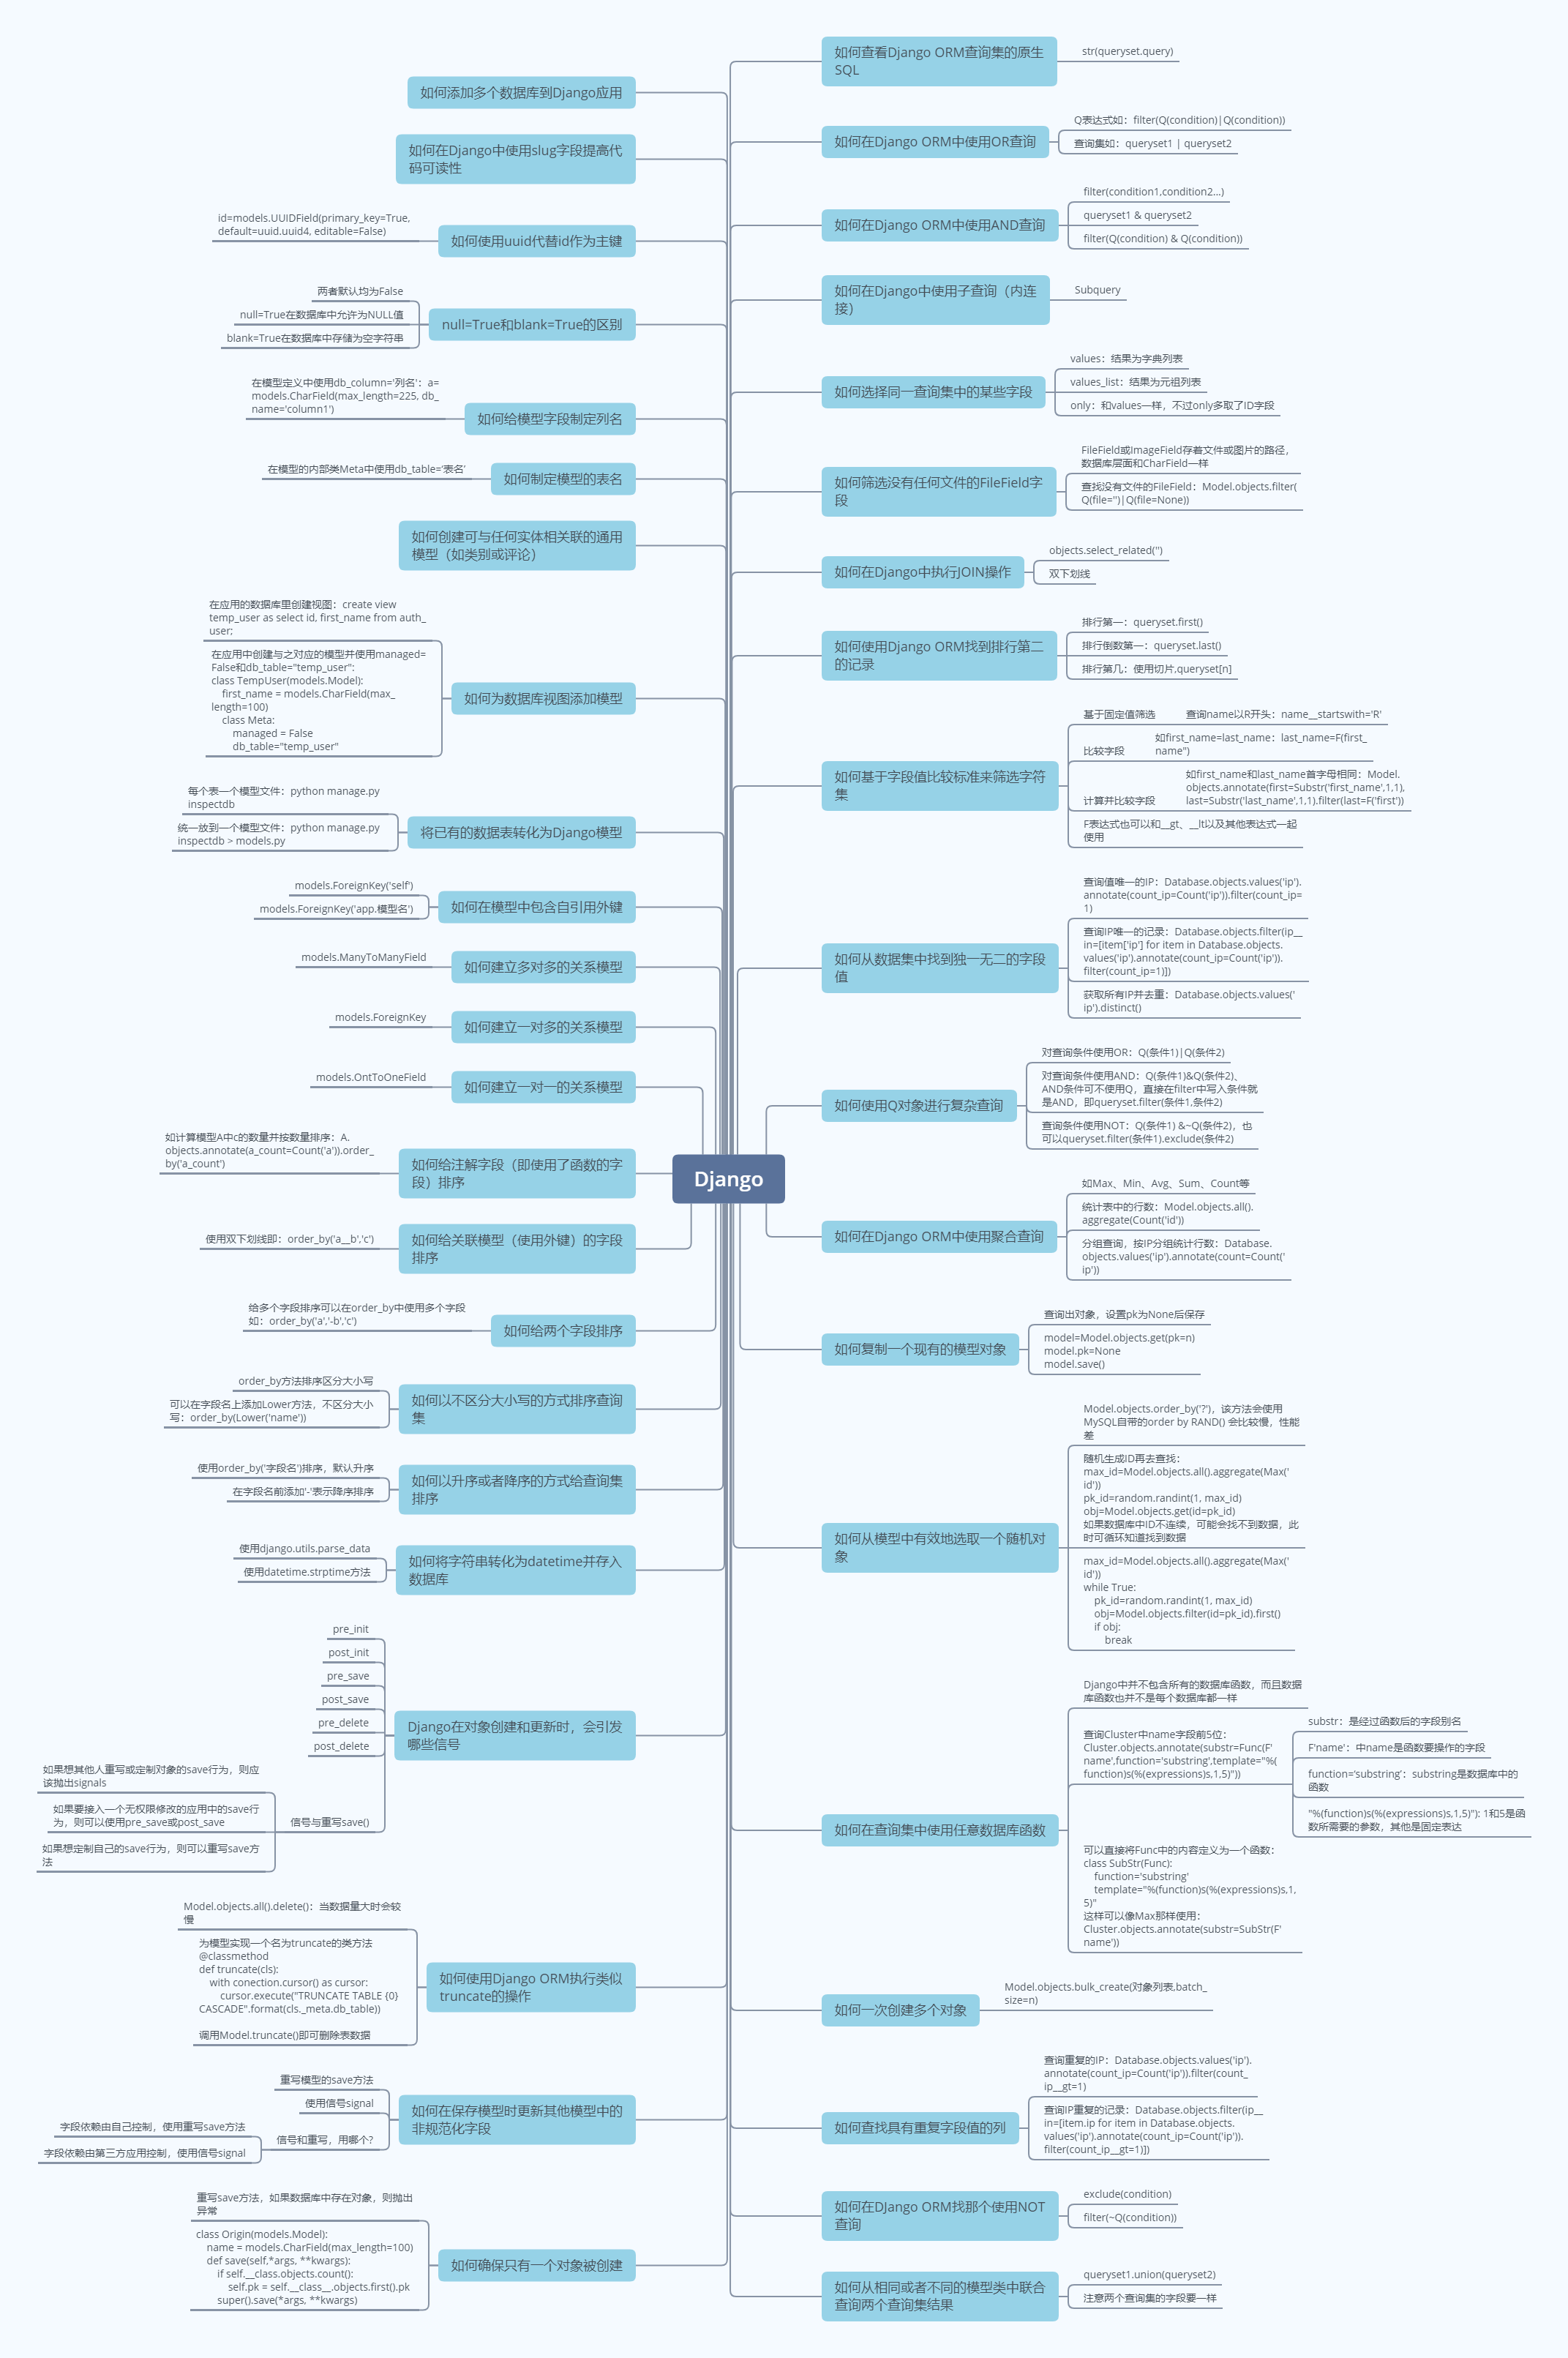 Django
如何查看Django ORM查询集的原生
SQL
str(queryset.query)
如何在Django ORM中使用OR查询
Q表达式如：filter(Q(condition)|Q(condition))
查询集如：queryset1 | queryset2
如何在Django ORM中使用AND查询
filter(condition1,condition2...)
queryset1 & queryset2
filter(Q(condition) & Q(condition))
如何在Django中使用子查询（内连
接）
Subquery
如何选择同一查询集中的某些字段
values：结果为字典列表
values_list：结果为元祖列表
only：和values一样，不过only多取了ID字段
如何筛选没有任何文件的FileField字
段
FileField或ImageField存着文件或图片的路径，
数据库层面和CharField一样
查找没有文件的FileField：Model.objects.filter(
Q(file='')|Q(file=None))
如何在Django中执行JOIN操作
objects.select_related('')
双下划线
如何使用Django ORM找到排行第二
的记录
排行第一：queryset.first()
排行倒数第一：queryset.last()
排行第几：使用切片,queryset[n]
如何基于字段值比较标准来筛选字符
集
基于固定值筛选
查询name以R开头：name__startswith='R'
比较字段
如first_name=last_name：last_name=F(first_
name")
计算并比较字段
如first_name和last_name首字母相同：Model.
objects.annotate(first=Substr('first_name',1,1),
last=Substr('last_name',1,1).filter(last=F('first'))
F表达式也可以和__gt、__lt以及其他表达式一起
使用
如何从数据集中找到独一无二的字段
值
查询值唯一的IP：Database.objects.values('ip').
annotate(count_ip=Count('ip')).filter(count_ip=
1)
查询IP唯一的记录：Database.objects.filter(ip__
in=[item['ip'] for item in Database.objects.
values('ip').annotate(count_ip=Count('ip')).
filter(count_ip=1)])
获取所有IP并去重：Database.objects.values('
ip').distinct()
如何使用Q对象进行复杂查询
对查询条件使用OR：Q(条件1)|Q(条件2)
对查询条件使用AND：Q(条件1)&Q(条件2)、
AND条件可不使用Q，直接在filter中写入条件就
是AND，即queryset.filter(条件1,条件2)
查询条件使用NOT：Q(条件1) &~Q(条件2)，也
可以queryset.filter(条件1).exclude(条件2)
如何在Django ORM中使用聚合查询
如Max、Min、Avg、Sum、Count等
统计表中的行数：Model.objects.all().
aggregate(Count('id'))
分组查询，按IP分组统计行数：Database.
objects.values('ip').annotate(count=Count('
ip'))
如何复制一个现有的模型对象
查询出对象，设置pk为None后保存
model=Model.objects.get(pk=n)
model.pk=None
model.save()
如何从模型中有效地选取一个随机对
象
Model.objects.order_by('?')，该方法会使用
MySQL自带的order by RAND() 会比较慢，性能
差
随机生成ID再去查找：
max_id=Model.objects.all().aggregate(Max('
id'))
pk_id=random.randint(1, max_id)
obj=Model.objects.get(id=pk_id)
如果数据库中ID不连续，可能会找不到数据，此
时可循环知道找到数据
max_id=Model.objects.all().aggregate(Max('
id'))
while True:
pk_id=random.randint(1, max_id)
obj=Model.objects.filter(id=pk_id).first()
if obj:
break
如何在查询集中使用任意数据库函数
Django中并不包含所有的数据库函数，而且数据
库函数也并不是每个数据库都一样
查询Cluster中name字段前5位：
Cluster.objects.annotate(substr=Func(F'
name',function='substring',template="%(
function)s(%(expressions)s,1,5)"))
substr：是经过函数后的字段别名
F'name'：中name是函数要操作的字段
function='substring'：substring是数据库中的
函数
"%(function)s(%(expressions)s,1,5)"): 1和5是函
数所需要的参数，其他是固定表达
可以直接将Func中的内容定义为一个函数：
class SubStr(Func):
function='substring'
template="%(function)s(%(expressions)s,1,
5)"
这样可以像Max那样使用：
Cluster.objects.annotate(substr=SubStr(F'
name'))
如何一次创建多个对象
Model.objects.bulk_create(对象列表,batch_
size=n)
如何查找具有重复字段值的列
查询重复的IP：Database.objects.values('ip').
annotate(count_ip=Count('ip')).filter(count_
ip__gt=1)
查询IP重复的记录：Database.objects.filter(ip__
in=[item.ip for item in Database.objects.
values('ip').annotate(count_ip=Count('ip')).
filter(count_ip__gt=1)])
如何在DJango ORM找那个使用NOT
查询
exclude(condition)
filter(~Q(condition))
如何从相同或者不同的模型类中联合
查询两个查询集结果
queryset1.union(queryset2)
注意两个查询集的字段要一样
如何添加多个数据库到Django应用
如何在Django中使用slug字段提高代
码可读性
如何使用uuid代替id作为主键
id=models.UUIDField(primary_key=True,
default=uuid.uuid4, editable=False)
null=True和blank=True的区别
两者默认均为False
null=True在数据库中允许为NULL值
blank=True在数据库中存储为空字符串
如何给模型字段制定列名
在模型定义中使用db_column='列名'：a=
models.CharField(max_length=225, db_
name='column1')
如何制定模型的表名
在模型的内部类Meta中使用db_table='表名'
如何创建可与任何实体相关联的通用
模型（如类别或评论）
如何为数据库视图添加模型
在应用的数据库里创建视图：create view
temp_user as select id, first_name from auth_
user;
在应用中创建与之对应的模型并使用managed=
False和db_table="temp_user":
class TempUser(models.Model):
first_name = models.CharField(max_
length=100)
class Meta:
managed = False
db_table="temp_user"
将已有的数据表转化为Django模型
每个表一个模型文件：python manage.py
inspectdb
统一放到一个模型文件：python manage.py
inspectdb > models.py
如何在模型中包含自引用外键
models.ForeignKey('self')
models.ForeignKey('app.模型名')
如何建立多对多的关系模型
models.ManyToManyField
如何建立一对多的关系模型
models.ForeignKey
如何建立一对一的关系模型
models.OntToOneField
如何给注解字段（即使用了函数的字
段）排序
如计算模型A中c的数量并按数量排序：A.
objects.annotate(a_count=Count('a')).order_
by('a_count')
如何给关联模型（使用外键）的字段
排序
使用双下划线即：order_by('a__b','c')
如何给两个字段排序
给多个字段排序可以在order_by中使用多个字段
如：order_by('a','-b','c')
如何以不区分大小写的方式排序查询
集
order_by方法排序区分大小写
可以在字段名上添加Lower方法，不区分大小
写：order_by(Lower('name'))
如何以升序或者降序的方式给查询集
排序
使用order_by('字段名')排序，默认升序
在字段名前添加'-'表示降序排序
如何将字符串转化为datetime并存入
数据库
使用django.utils.parse_data
使用datetime.strptime方法
Django在对象创建和更新时，会引发
哪些信号
pre_init
post_init
pre_save
post_save
pre_delete
post_delete
信号与重写save()
如果想其他人重写或定制对象的save行为，则应
该抛出signals
如果要接入一个无权限修改的应用中的save行
为，则可以使用pre_save或post_save
如果想定制自己的save行为，则可以重写save方
法
如何使用Django ORM执行类似
truncate的操作
Model.objects.all().delete()：当数据量大时会较
慢
为模型实现一个名为truncate的类方法
@classmethod
def truncate(cls):
with conection.cursor() as cursor:
cursor.execute("TRUNCATE TABLE {0}
CASCADE".format(cls._meta.db_table))
调用Model.truncate()即可删除表数据
如何在保存模型时更新其他模型中的
非规范化字段
重写模型的save方法
使用信号signal
信号和重写，用哪个？
字段依赖由自己控制，使用重写save方法
字段依赖由第三方应用控制，使用信号signal
如何确保只有一个对象被创建
重写save方法，如果数据库中存在对象，则抛出
异常
class Origin(models.Model):
name = models.CharField(max_length=100)
def save(self,*args, **kwargs):
if self.__class.objects.count():
self.pk = self.__class__.objects.first().pk
super().save(*args, **kwargs)